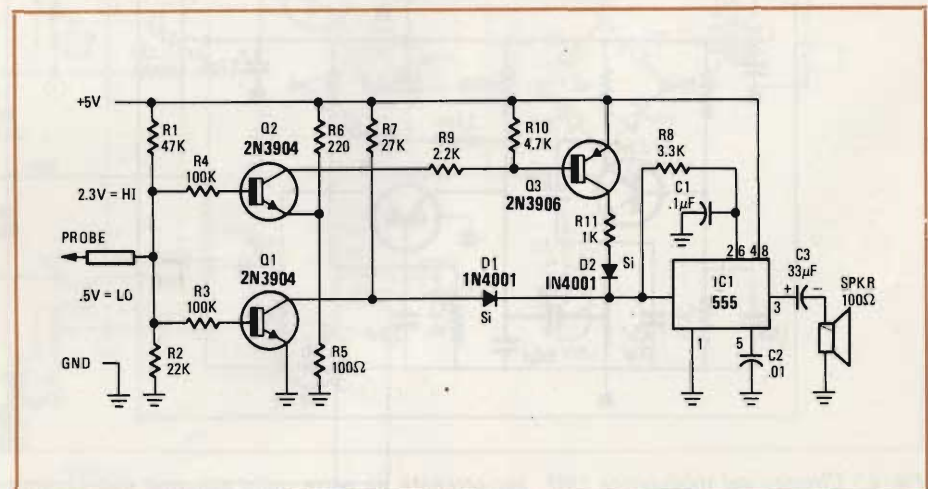 +5V
R1
47K
R4
100K
Q2
2N3904
R6
220
R7
27K
R9
2.2K
R10
4.7K
Q3
2N3906
R8
3.3K
C1
.1µF
R11
1K
2.3V = HI
PROBE
.5V = LO
R3
100K
Q1
2N3904
D1
1N4001
Si
D2
1N4001
Si
2 6 4 8
IC1
555
3
C3
33µF
+ −
SPKR
100Ω
GND
R2
22K
R5
100Ω
1
5
C2
.01